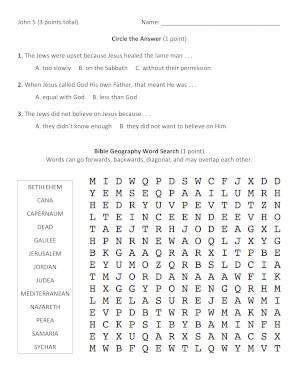 John 5 (3 points total) Name: ______________________________
Circle the Answer (1 point)
1. The Jews were upset because Jesus healed the lame man . . .
A. too slowly B. on the Sabbath C. without their permission
2. When Jesus called God His own Father, that meant He was . . .
A. equal with God B. less than God
3. The Jews did not believe on Jesus because . . .
A. they didn't know enough B. they did not want to believe on Him
Bible Geography Word Search (1 point)
Words can go forwards, backwards, diagonal, and may overlap each other.
BETHLEHEM
CANA
CAPERNAUM
DEAD
GALILEE
JERUSALEM
JORDAN
JUDEA
MEDITERRANEAN
NAZARETH
PEREA
SAMARIA
SYCHAR
M I D W Q P D S W C F J X D D
Y E M S E Q P A A I L U M R H
H E D R Y U V P E V T D T Z N
L T E I N C E E N D E E V H O
T A E J T R H J O D E A G X L
H P N R N E W A O Q L J X Y G
B K G A A Q R A R X I T P B E
E Y U M O Z Q R B S L D C I A
T M J O R D A N A N A W F I K
H X G G Y P O N E N G Q R H M
L M E L A S U R E J E A W M I
E V P D B T W R P W M A K N A
H C K P S I B Y B A M I N F H
E Y X U Q A R X S A N A C S X
M W B F Q E W T L Q W Y M V T